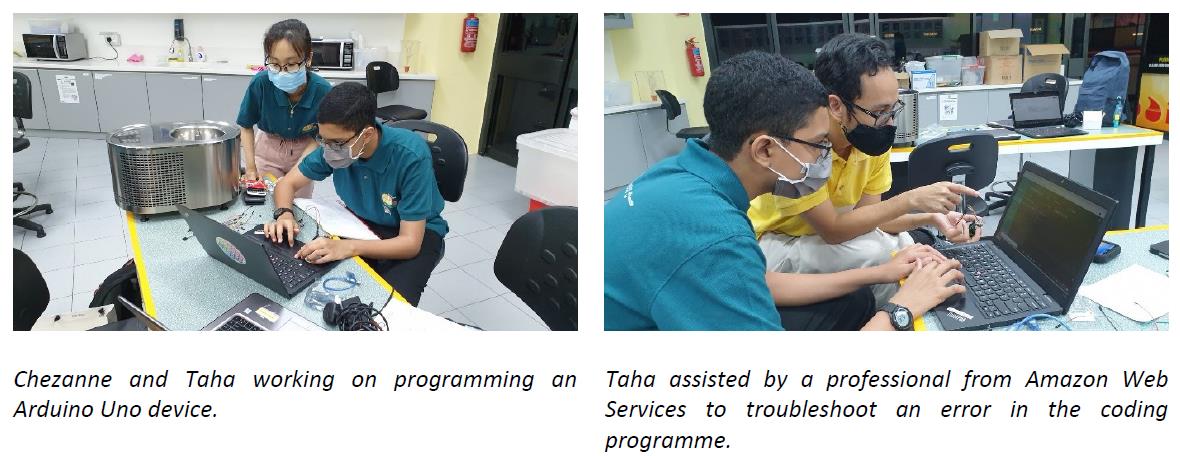 Chezanne and Taha working on programming an
Arduino Uno device.
Taha assisted by a professional from Amazon Web
Services to troubleshoot an error in the coding
programme.